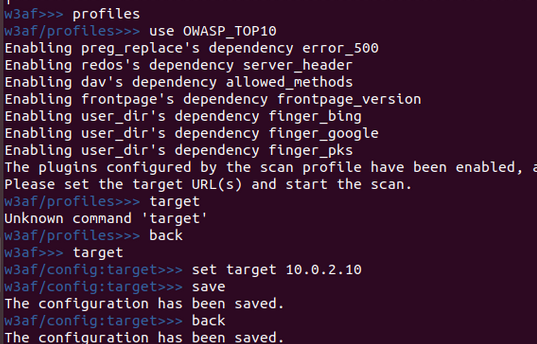 w3af>>> profiles
w3af/profiles>>> use OWASP_TOP10
Enabling preg_replace's dependency error_500
Enabling redos's dependency server_header
Enabling dav's dependency allowed_methods
Enabling frontpage's dependency frontpage_version
Enabling user_dir's dependency finger_bing
Enabling user_dir's dependency finger_google
Enabling user_dir's dependency finger_pks
The plugins configured by the scan profile have been enabled, a
Please set the target URL(s) and start the scan.
w3af/profiles>>> target
Unknown command 'target'
w3af/profiles>>> back
w3af>>> target
w3af/config:target>>> set target 10.0.2.10
w3af/config:target>>> save
The configuration has been saved.
w3af/config:target>>> back
The configuration has been saved.